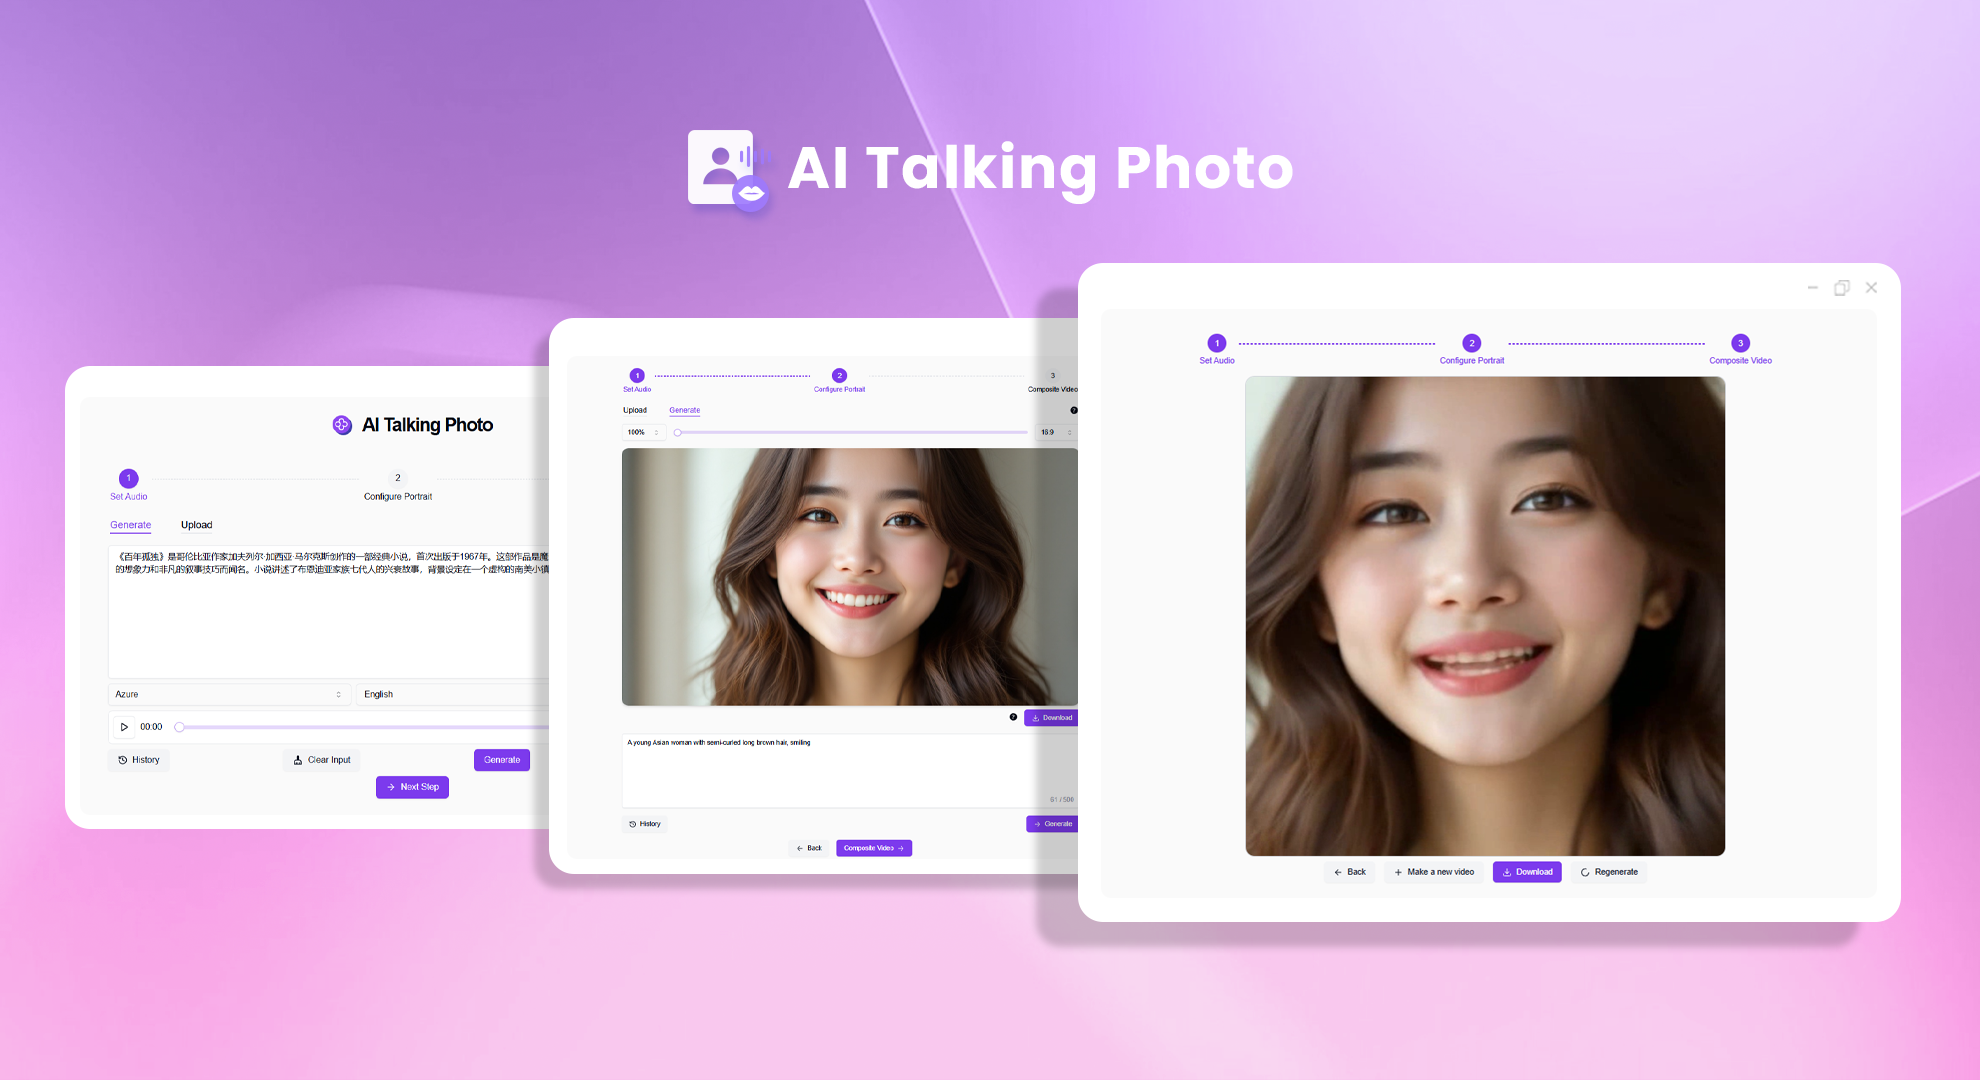 AI Talking Photo
AI Talking Photo
1
Set Audio
2
Configure Portrait
Generate
Upload
《百年孤独》是哥伦比亚作家加夫列尔·加西亚·马尔克斯创作的一部经典小说，首次出版于1967年。这部作品是魔
的想象力和非凡的叙事技巧而闻名。小说讲述了布恩迪亚家族七代人的兴衰故事，背景设定在一个虚构的南美小镇
Azure
English
00:00
History
Clear Input
Generate
Next Step
1
Set Audio
2
Configure Portrait
3
Composite Video
Upload
Generate
?
100%
16:9
?
Download
A young Asian woman with semi-curled long brown hair, smiling
61 / 500
History
Generate
Back
Composite Video
1
Set Audio
2
Configure Portrait
3
Composite Video
Back
Make a new video
Download
Regenerate